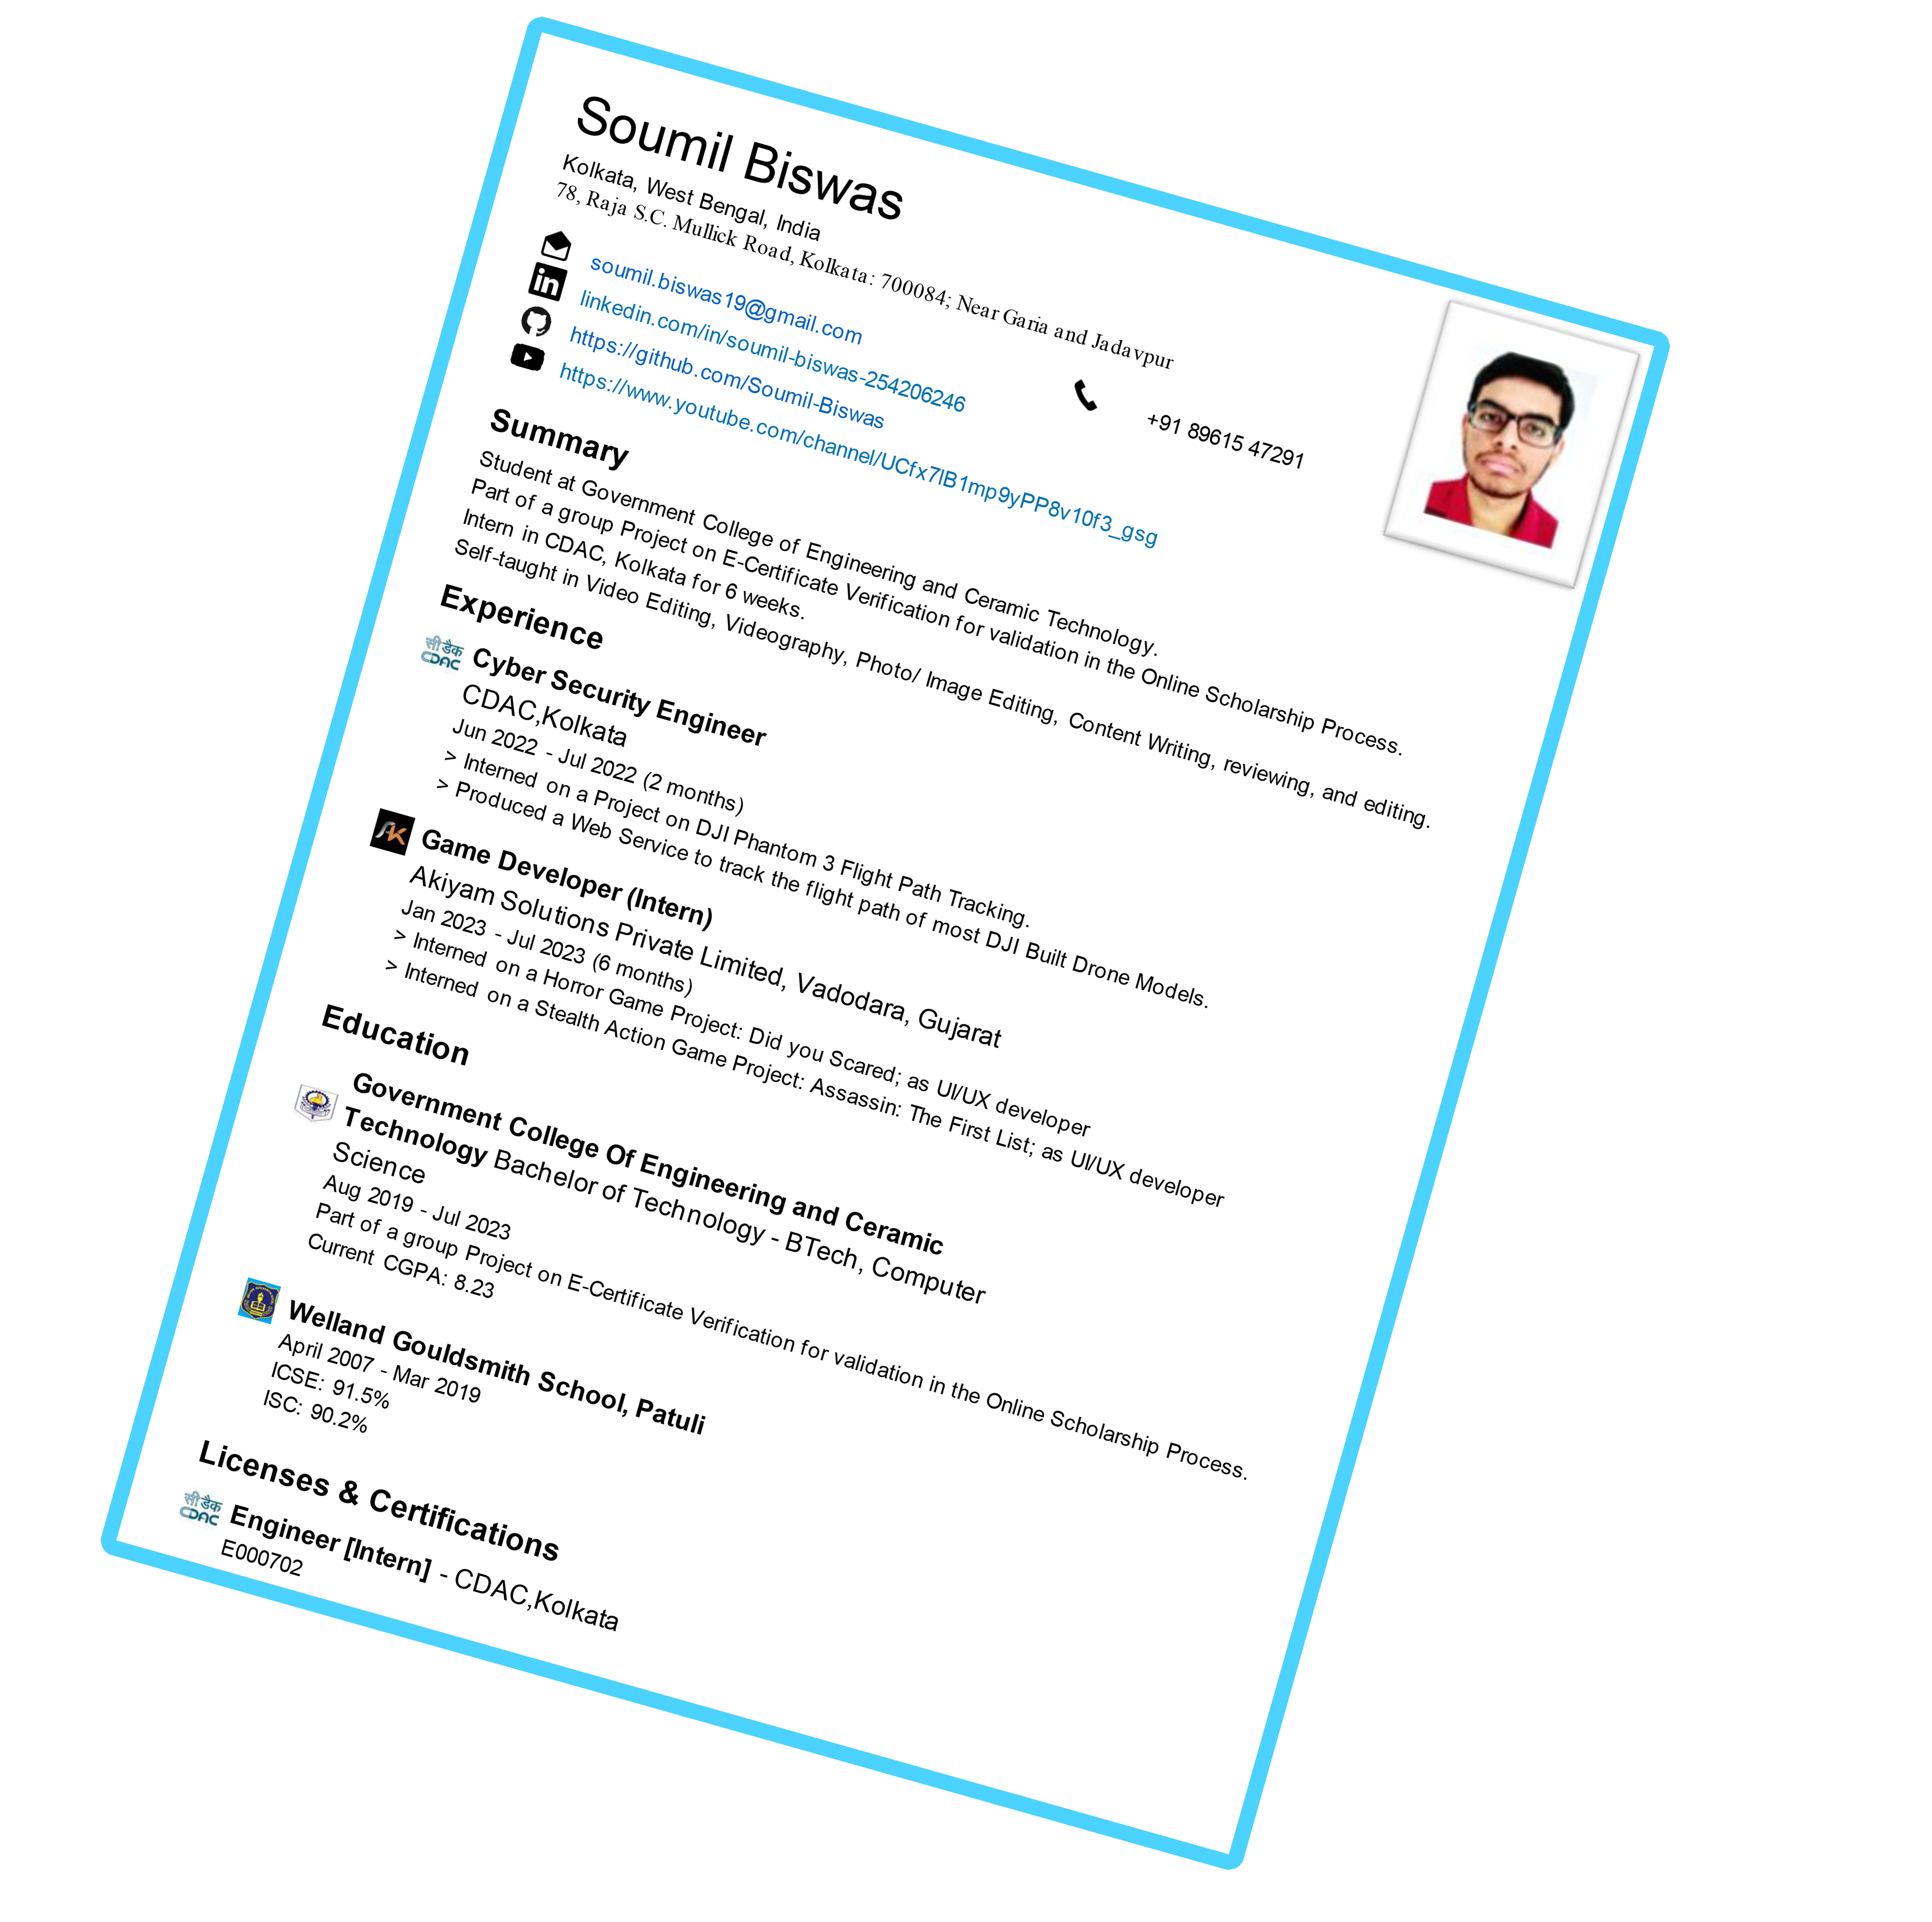 Soumil Biswas
Kolkata, West Bengal, India
78, Raja S.C. Mullick Road, Kolkata: 700084; Near Garia and Jadavpur
soumil.biswas19@gmail.com
linkedin.com/in/soumil-biswas-254206246
+91 89615 47291
https://github.com/Soumil-Biswas
https://www.youtube.com/channel/UCfx7lB1mp9yPP8v10f3_gsg
Summary
Student at Government College of Engineering and Ceramic Technology.
Part of a group Project on E-Certificate Verification for validation in the Online Scholarship Process.
Intern in CDAC, Kolkata for 6 weeks.
Self-taught in Video Editing, Videography, Photo/ Image Editing, Content Writing, reviewing, and editing.
Experience
सी डैक
CDAC
Cyber Security Engineer
CDAC,Kolkata
Jun 2022 - Jul 2022 (2 months)
> Interned on a Project on DJI Phantom 3 Flight Path Tracking.
> Produced a Web Service to track the flight path of most DJI Built Drone Models.
AK
Game Developer (Intern)
Akiyam Solutions Private Limited, Vadodara, Gujarat
Jan 2023 - Jul 2023 (6 months)
> Interned on a Horror Game Project: Did you Scared; as UI/UX developer
> Interned on a Stealth Action Game Project: Assassin: The First List; as UI/UX developer
Education
Government College Of Engineering and Ceramic
Technology Bachelor of Technology - BTech, Computer
Science
Aug 2019 - Jul 2023
Part of a group Project on E-Certificate Verification for validation in the Online Scholarship Process.
Current CGPA: 8.23
Welland Gouldsmith School, Patuli
April 2007 - Mar 2019
ICSE: 91.5%
ISC: 90.2%
Licenses & Certifications
सी डैक
CDAC
Engineer [Intern] - CDAC,Kolkata
E000702